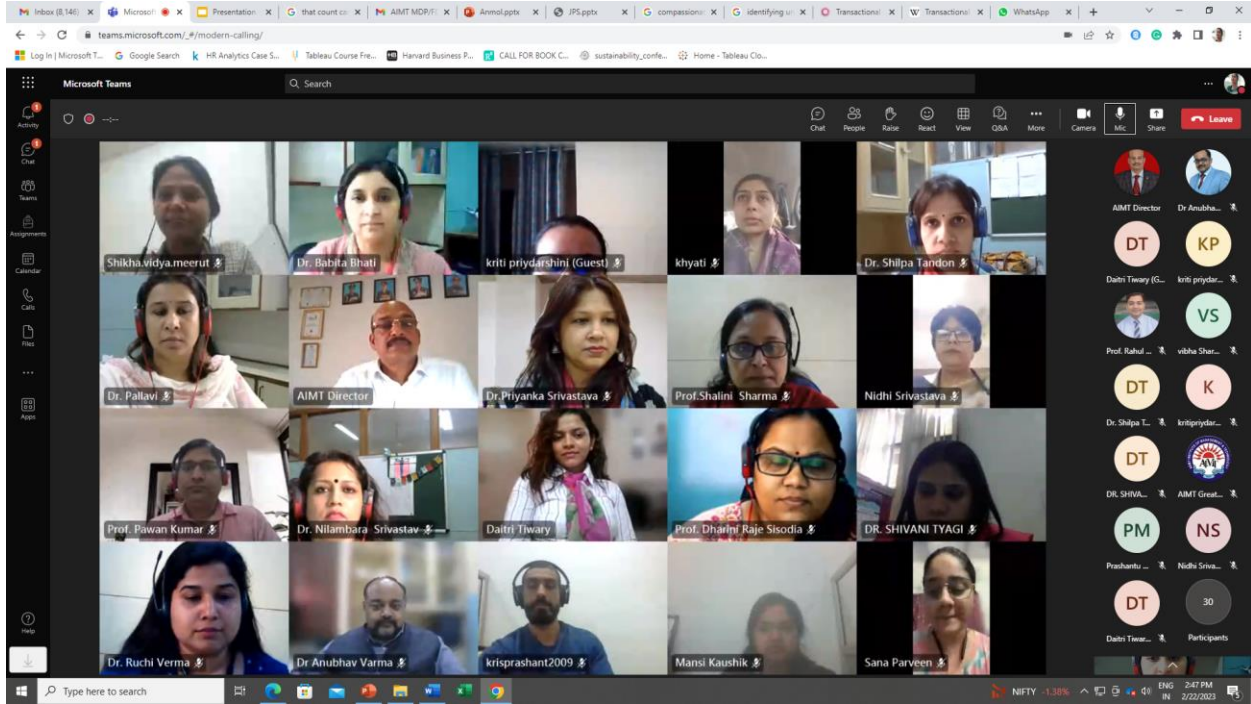 Inbox (8,146)
Microsoft
Presentation
that count ca
AIMT MDP/F
Anmol.pptx
JPS.pptx
compassiona
identifying un
Transactional
Transactional
WhatsApp
teams.microsoft.com/_#/modern-calling/
Log In | Microsoft T...
Google Search
HR Analytics Case S...
Tableau Course Fre...
Harvard Business P...
CALL FOR BOOK C...
sustainability_confe...
Home - Tableau Clo...
Microsoft Teams
Search
Activity
Chat
Teams
Assignments
Calendar
Calls
Files
Apps
Help
--:--
Chat
People
Raise
React
View
Q&A
More
Camera
Mic
Share
Leave
Shikha.vidya.meerut
Dr. Babita Bhati
kriti priydarshini (Guest)
khyati
Dr. Shilpa Tandon
Dr. Pallavi
AIMT Director
Dr.Priyanka Srivastava
Prof.Shalini Sharma
Nidhi Srivastava
Prof. Pawan Kumar
Dr. Nilambara Srivastav
Daitri Tiwary
Prof. Dharini Raje Sisodia
DR. SHIVANI TYAGI
Dr. Ruchi Verma
Dr Anubhav Varma
krisprashant2009
Mansi Kaushik
Sana Parveen
AIMT Director
Dr Anubha...
DT
KP
Daitri Tiwary (G...
kriti priydar...
VS
Prof. Rahul ...
vibha Shar...
DT
K
Dr. Shilpa T...
kritipriydar...
DT
DR. SHIVA...
AIMT Great...
PM
NS
Prashantu ...
Nidhi Sriva...
DT
30
Daitri Tiwar...
Participants
Type here to search
NIFTY -1.38%
ENG
IN
2:47 PM
2/22/2023
5